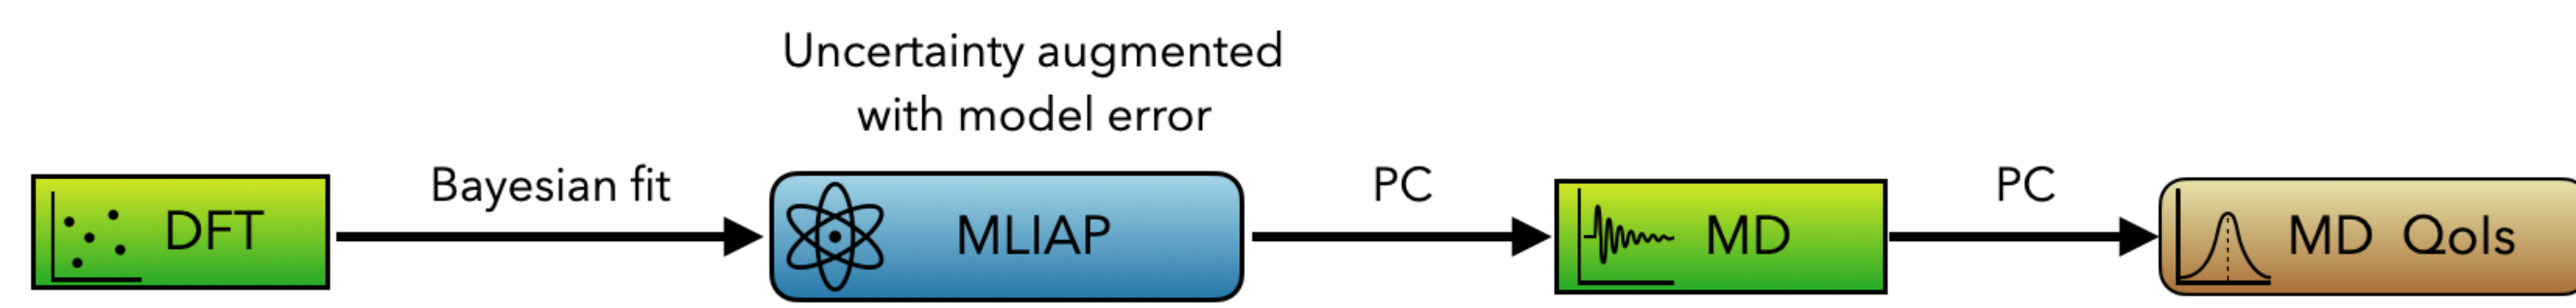 Uncertainty augmented
with model error
DFT
Bayesian fit
MLIAP
PC
MD
PC
MD QoIs